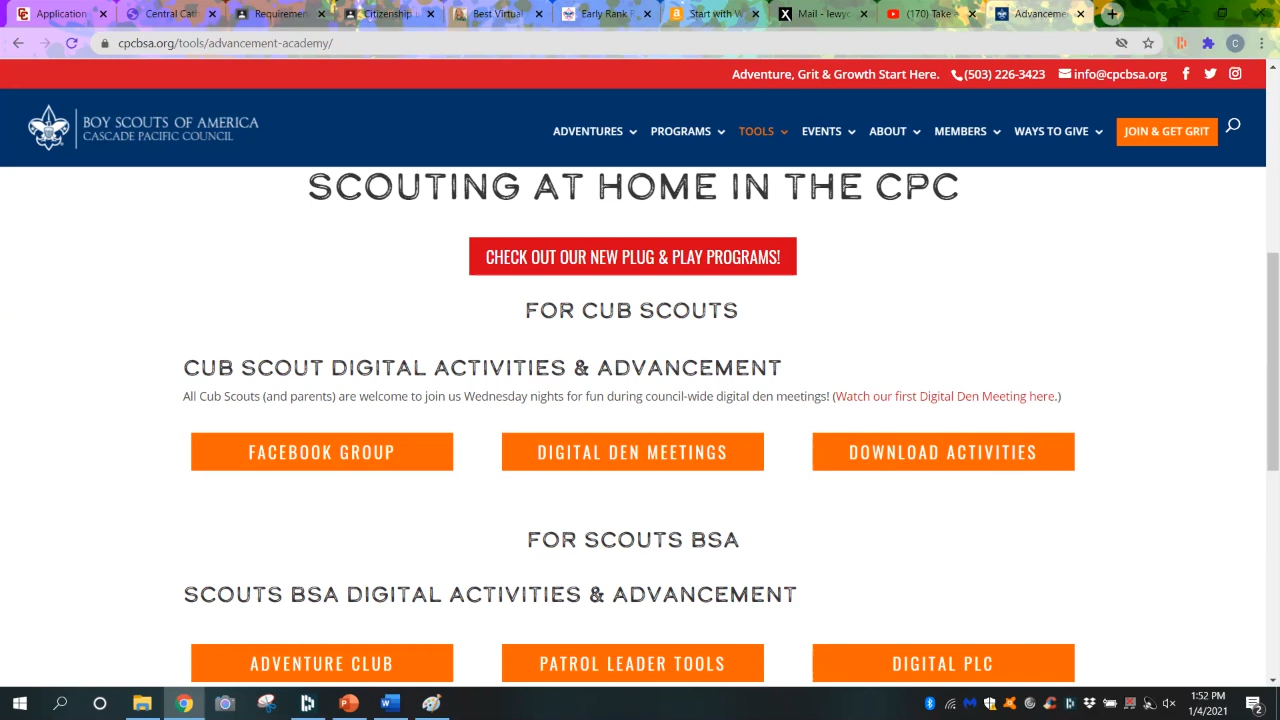 Application
Central Cat
Requiremen
Citizenship i
Best Virtual
Early Rank R
Start with W
Mail - lewyc
(170) Take a
Advanceme
cpcbsa.org/tools/advancement-academy/
C
Adventure, Grit & Growth Start Here.
(503) 226-3423
info@cpcbsa.org
BOY SCOUTS OF AMERICA
CASCADE PACIFIC COUNCIL
ADVENTURES
PROGRAMS
TOOLS
EVENTS
ABOUT
MEMBERS
WAYS TO GIVE
JOIN & GET GRIT
SCOUTING AT HOME IN THE CPC
CHECK OUT OUR NEW PLUG & PLAY PROGRAMS!
FOR CUB SCOUTS
CUB SCOUT DIGITAL ACTIVITIES & ADVANCEMENT
All Cub Scouts (and parents) are welcome to join us Wednesday nights for fun during council-wide digital den meetings! (Watch our first Digital Den Meeting here.)
FACEBOOK GROUP
DIGITAL DEN MEETINGS
DOWNLOAD ACTIVITIES
FOR SCOUTS BSA
SCOUTS BSA DIGITAL ACTIVITIES & ADVANCEMENT
ADVENTURE CLUB
PATROL LEADER TOOLS
DIGITAL PLC
1:52 PM
1/4/2021
2